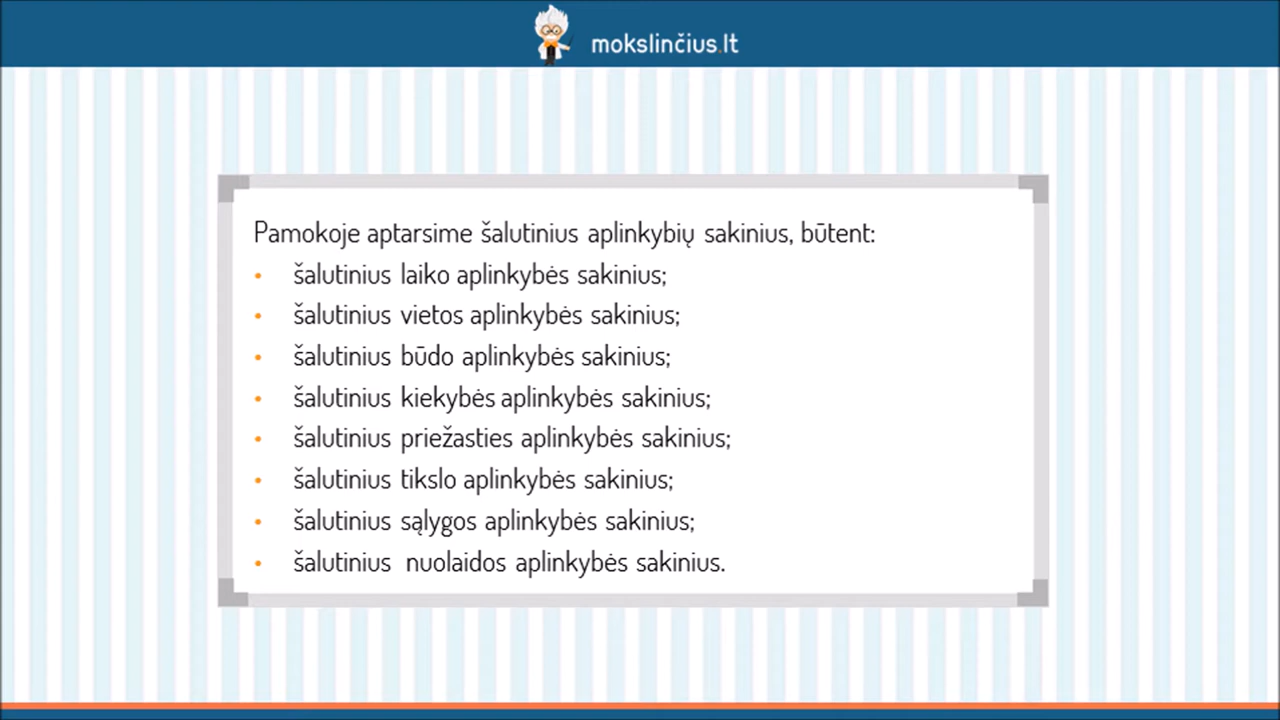 mokslinčius.lt
Pamokoje aptarsime šalutinius aplinkybių sakinius, būtent:
• šalutinius laiko aplinkybės sakinius;
• šalutinius vietos aplinkybės sakinius;
• šalutinius būdo aplinkybės sakinius;
• šalutinius kiekybės aplinkybės sakinius;
• šalutinius priežasties aplinkybės sakinius;
• šalutinius tikslo aplinkybės sakinius;
• šalutinius sąlygos aplinkybės sakinius;
• šalutinius nuolaidos aplinkybės sakinius.